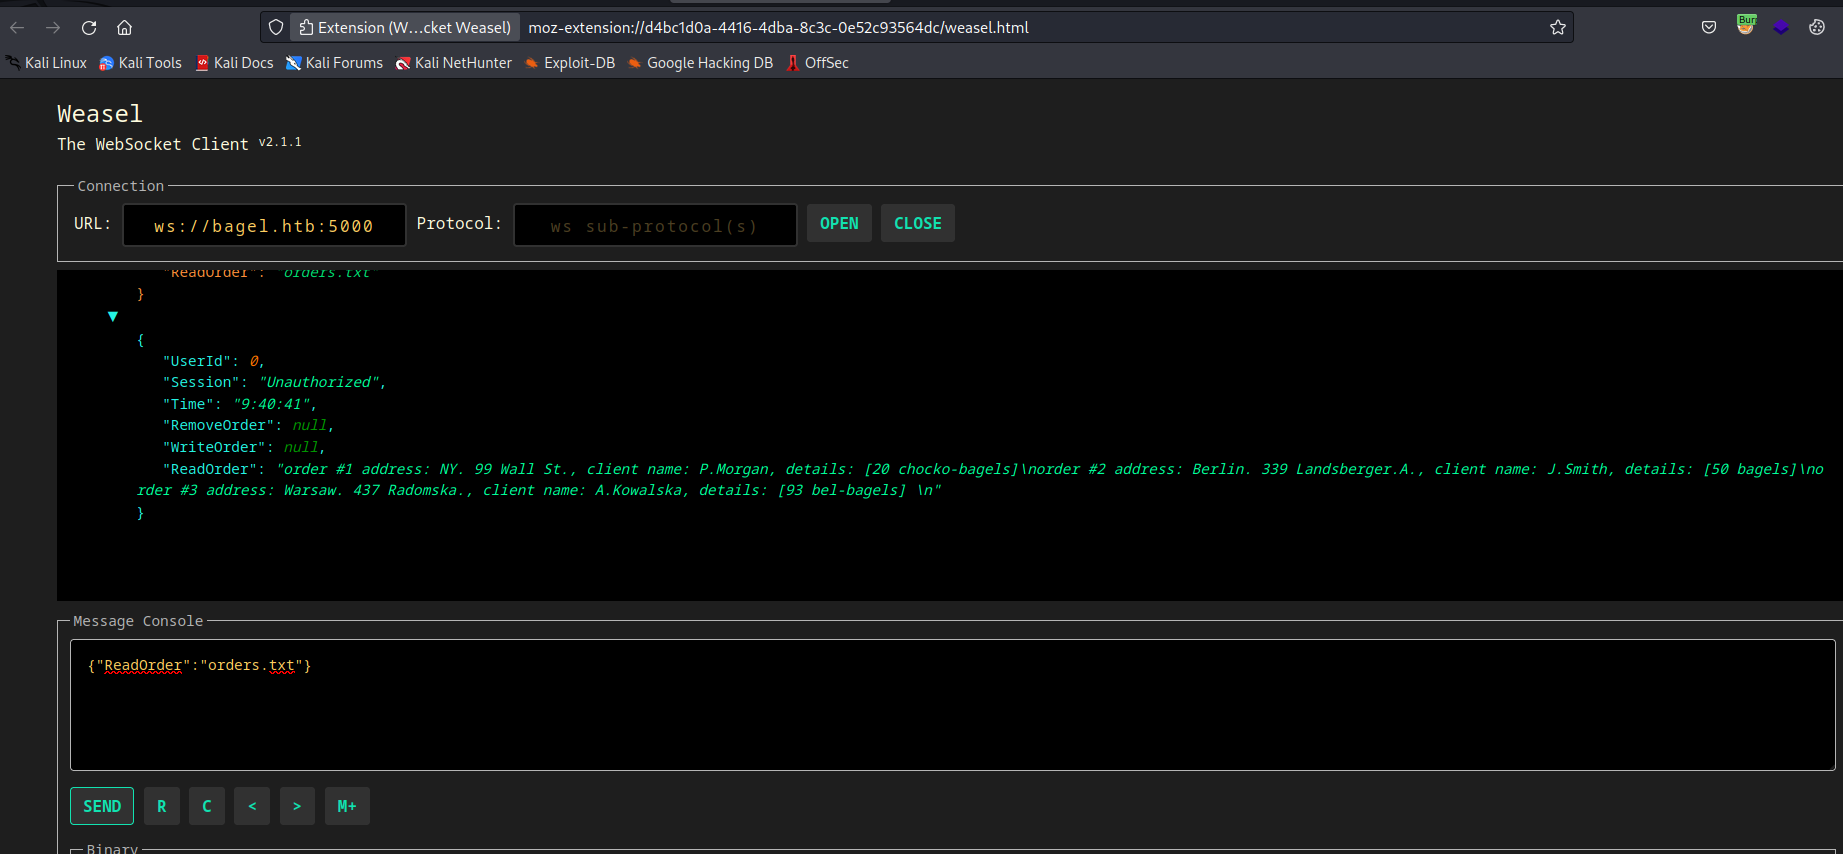 Extension (W...cket Weasel) moz-extension://d4bc1d0a-4416-4dba-8c3c-0e52c93564dc/weasel.html
Kali Linux Kali Tools Kali Docs Kali Forums Kali NetHunter Exploit-DB Google Hacking DB OffSec
Weasel
The WebSocket Client v2.1.1
Connection
URL: ws://bagel.htb:5000 Protocol: ws sub-protocol(s) OPEN CLOSE
"ReadOrder": "orders.txt"
}
▼
{
"UserId": 0,
"Session": "Unauthorized",
"Time": "9:40:41",
"RemoveOrder": null,
"WriteOrder": null,
"ReadOrder": "order #1 address: NY. 99 Wall St., client name: P.Morgan, details: [20 chocko-bagels]\norder #2 address: Berlin. 339 Landsberger.A., client name: J.Smith, details: [50 bagels]\no
rder #3 address: Warsaw. 437 Radomska., client name: A.Kowalska, details: [93 bel-bagels] \n"
}
Message Console
{"ReadOrder":"orders.txt"}
SEND R C < > M+
Binary